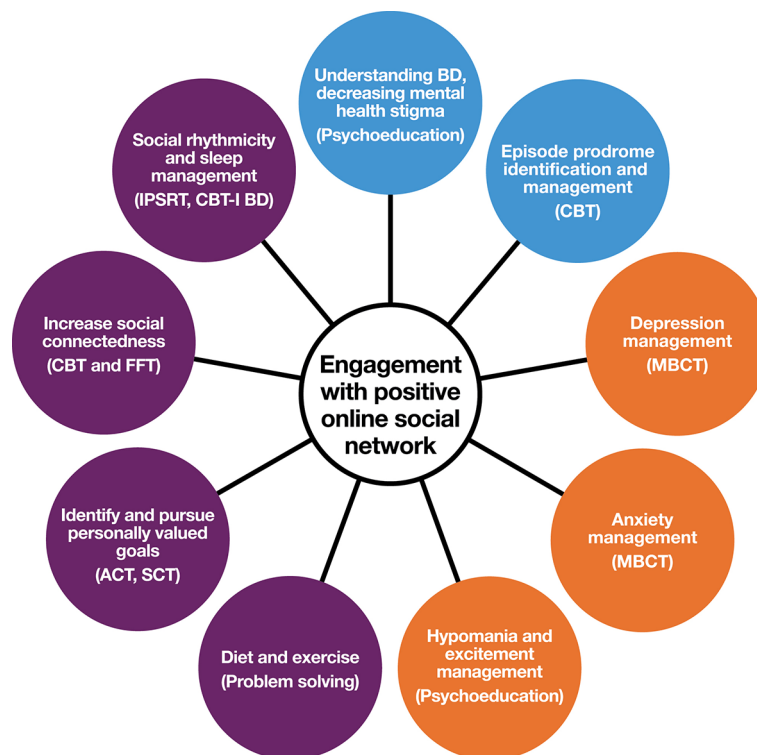 Understanding BD,
decreasing mental
health stigma
(Psychoeducation)
Episode prodrome
identification and
management
(CBT)
Depression
management
(MBCT)
Anxiety
management
(MBCT)
Hypomania and
excitement
management
(Psychoeducation)
Diet and exercise
(Problem solving)
Identify and pursue
personally valued
goals
(ACT, SCT)
Increase social
connectedness
(CBT and FFT)
Social rhythmicity
and sleep
management
(IPSRT, CBT-I BD)
Engagement
with positive
online social
network